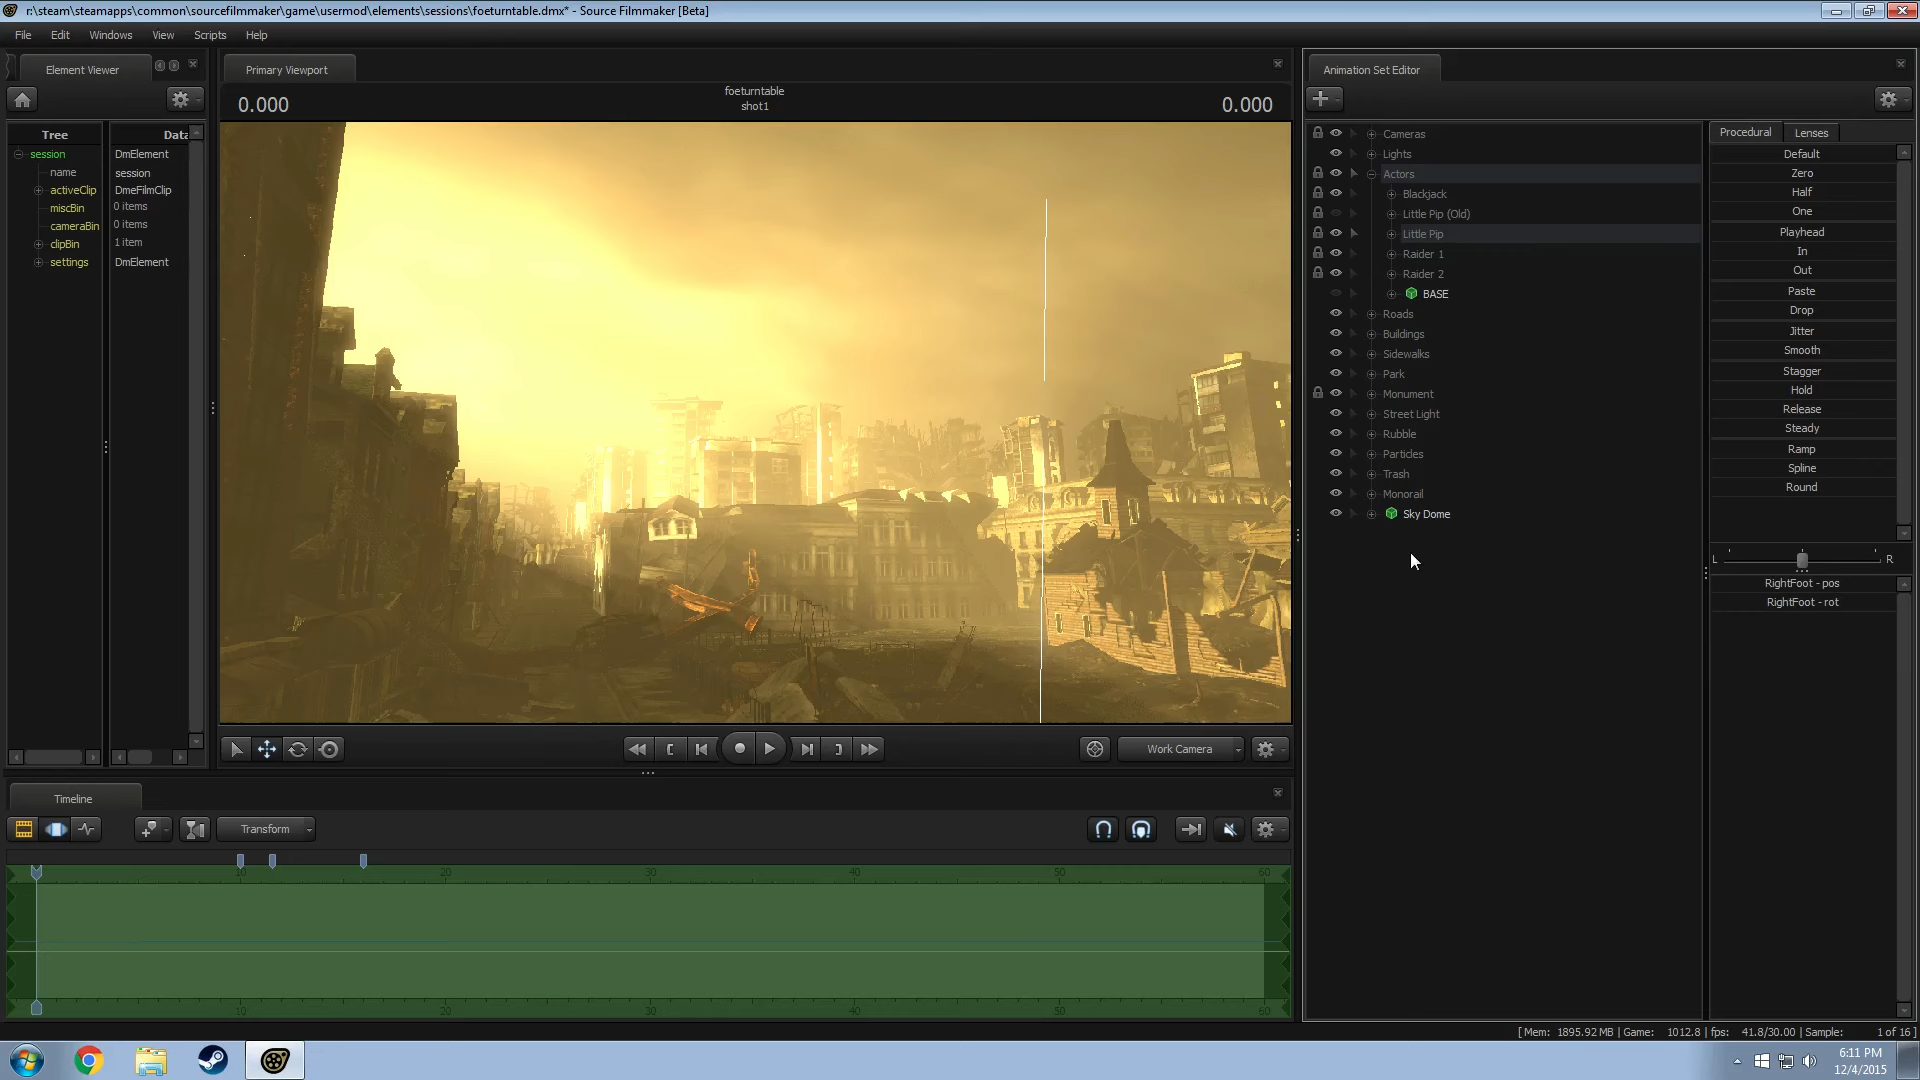 r:\steam\steamapps\common\sourcefilmmaker\game\usermod\elements\sessions\foeturntable.dmx* - Source Filmmaker [Beta]
File Edit Windows View Scripts Help
Element Viewer
Tree Data
session DmElement
name session
activeClip DmeFilmClip
miscBin 0 items
cameraBin 0 items
clipBin 1 item
settings DmElement
Primary Viewport
0.000
foeturntable
shot1
0.000
Work Camera
Timeline
Transform
10 20 30 40 50 60
10 20 30 40 50 60
Animation Set Editor
Cameras
Lights
Actors
Blackjack
Little Pip (Old)
Little Pip
Raider 1
Raider 2
BASE
Roads
Buildings
Sidewalks
Park
Monument
Street Light
Rubble
Particles
Trash
Monorail
Sky Dome
Procedural Lenses
Default
Zero
Half
One
Playhead
In
Out
Paste
Drop
Jitter
Smooth
Stagger
Hold
Release
Steady
Ramp
Spline
Round
L R
RightFoot - pos
RightFoot - rot
[ Mem: 1895.92 MB | Game: 1012.8 | fps: 41.8/30.00 | Sample: 1 of 16 ]
6:11 PM
12/4/2015